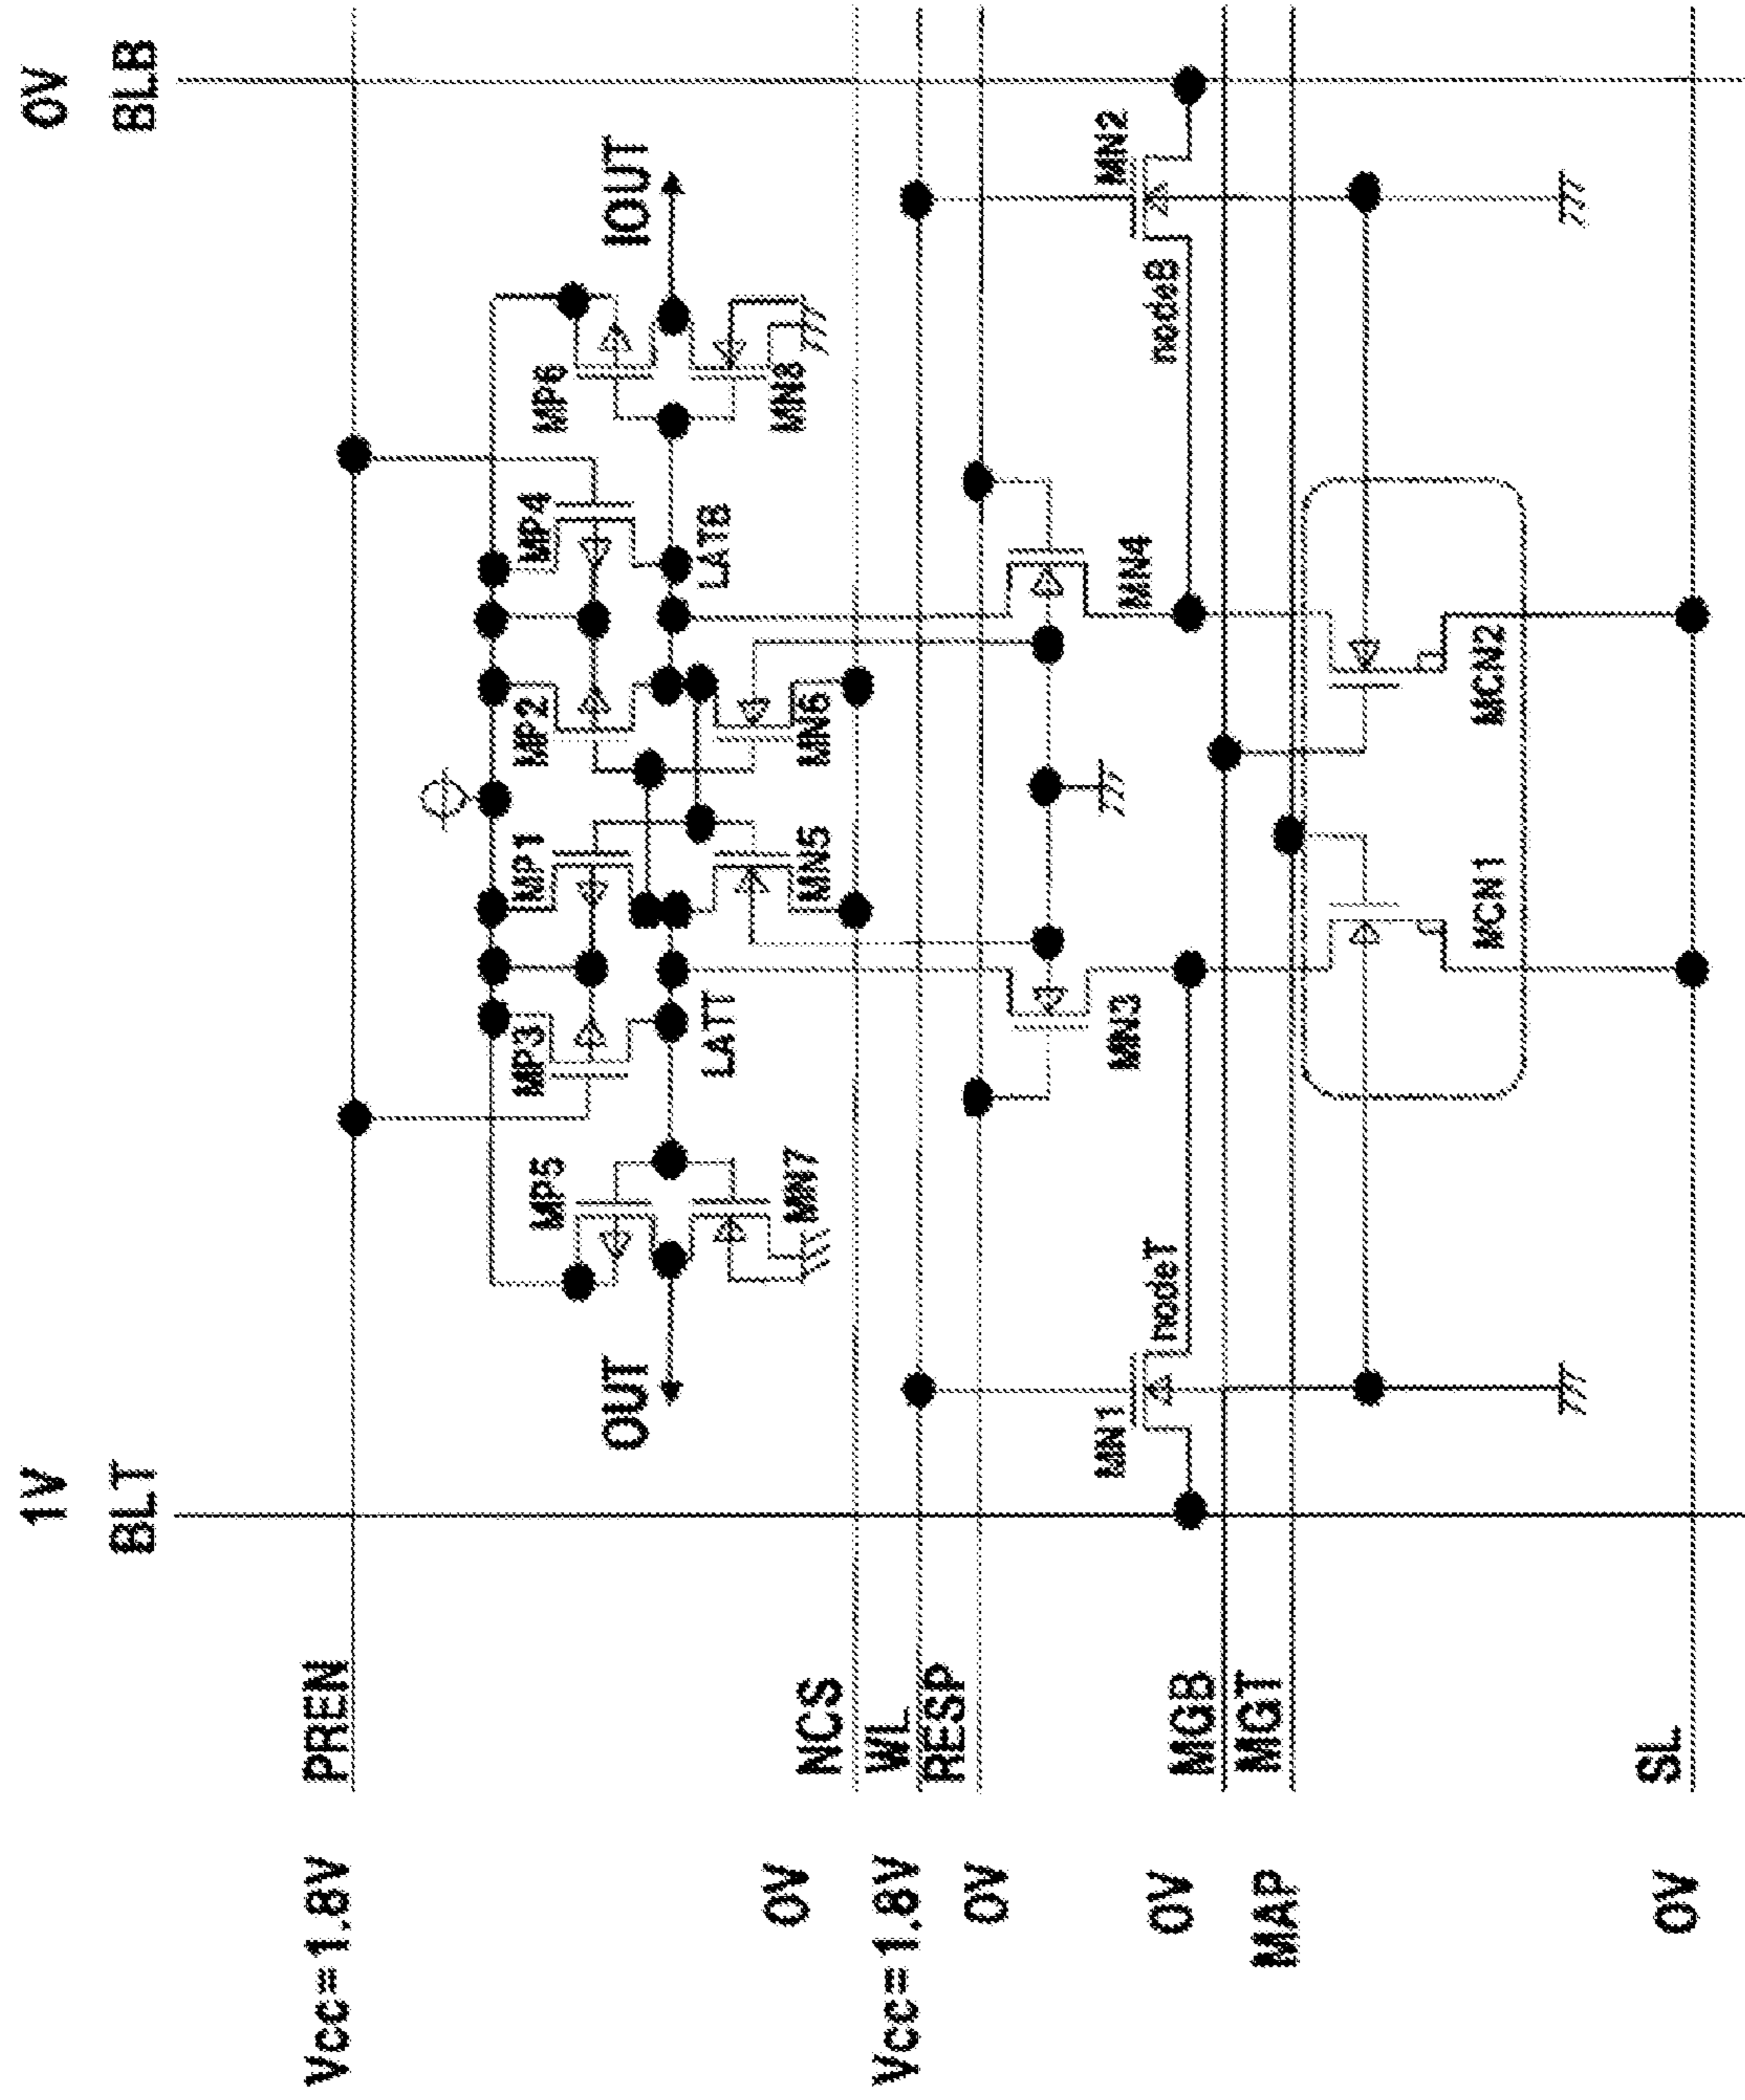 1V
0V
BLT
BLB
Vcc=1.8V PREN
MP5
MP3
MP1
MP2
MP4
MP6
OUT
IOUT
LATT
LATB
MN7
MN5
MN6
MN8
0V NCS
Vcc=1.8V WL
0V RESP
MN1
MN3
MN4
MN2
nodeT
nodeB
0V MGB
MAP MGT
MCN1
MCN2
0V SL